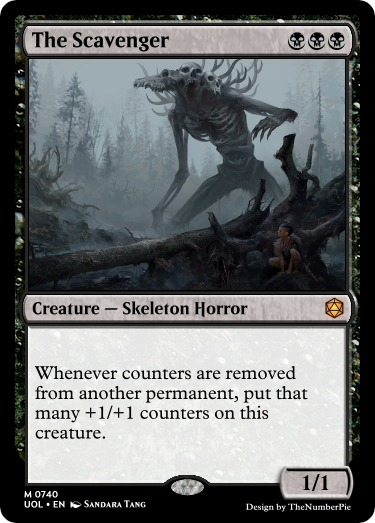 The Scavenger
Creature — Skeleton Horror
Whenever counters are removed
from another permanent, put that
many +1/+1 counters on this
creature.
1/1
M 0740
UOL • EN SANDARA TANG
Design by TheNumberPie